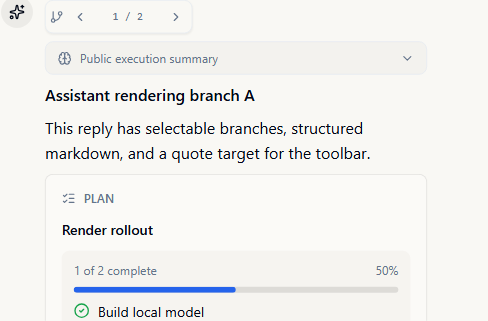 1 / 2
Public execution summary
Assistant rendering branch A
This reply has selectable branches, structured
markdown, and a quote target for the toolbar.
PLAN
Render rollout
1 of 2 complete
50%
Build local model